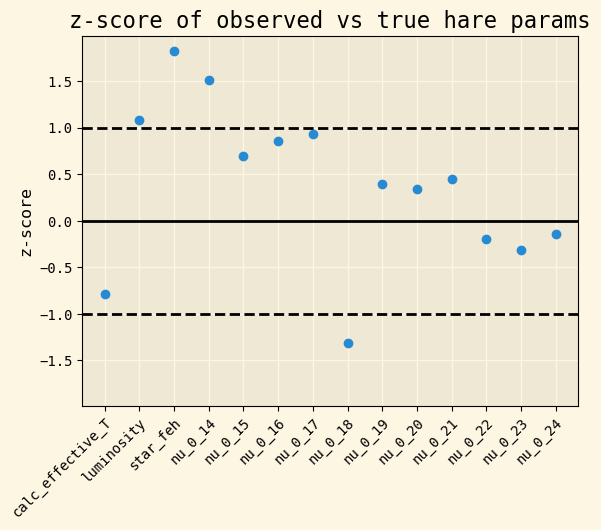 z-score of observed vs true hare params
z-score
1.5
1.0
0.5
0.0
−0.5
−1.0
−1.5
calc_effective_T
luminosity
star_feh
nu_0_14
nu_0_15
nu_0_16
nu_0_17
nu_0_18
nu_0_19
nu_0_20
nu_0_21
nu_0_22
nu_0_23
nu_0_24